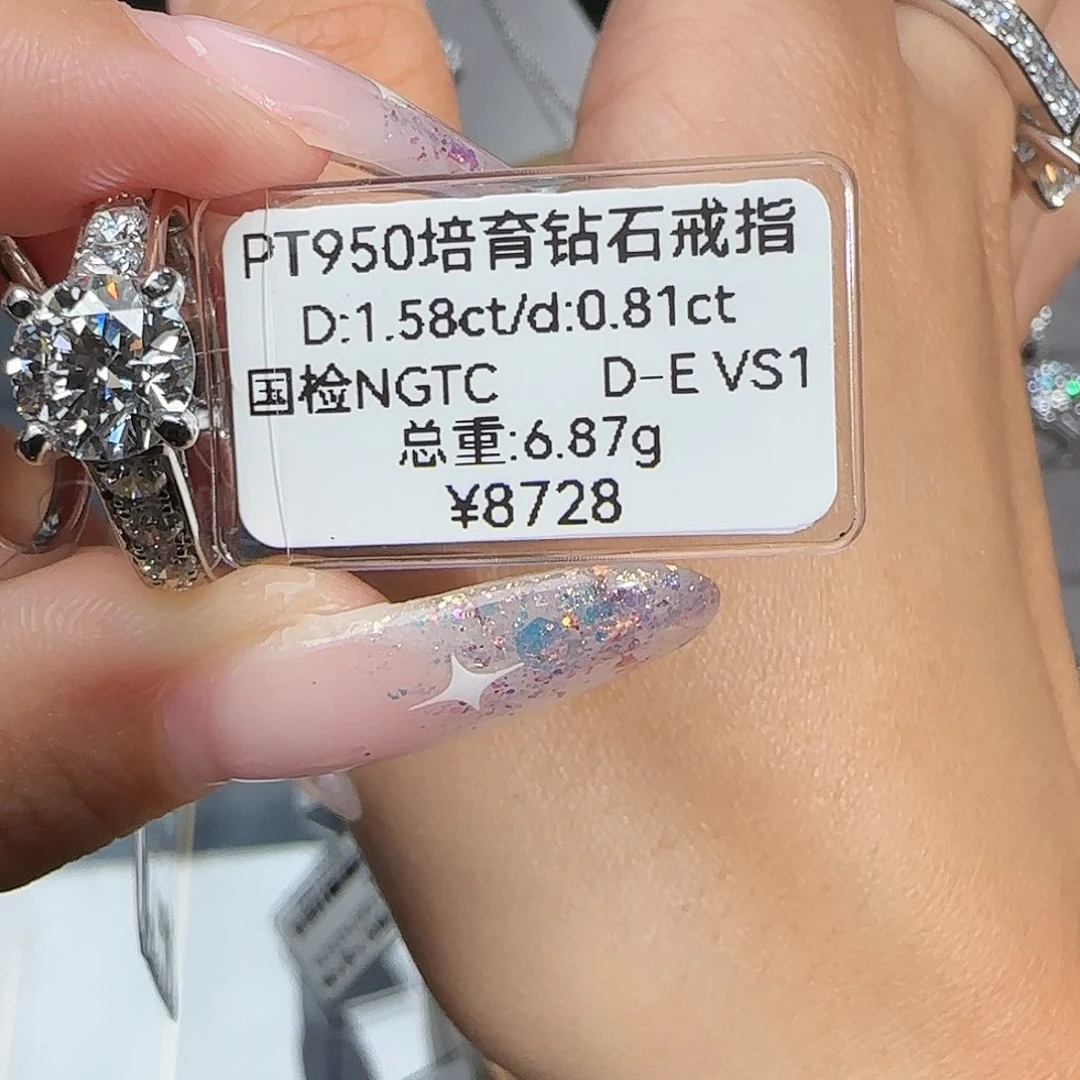 PT950培育钻石戒指
D:1.58ct/d:0.81ct
国检NGTC D-E VS1
总重:6.87g
¥8728